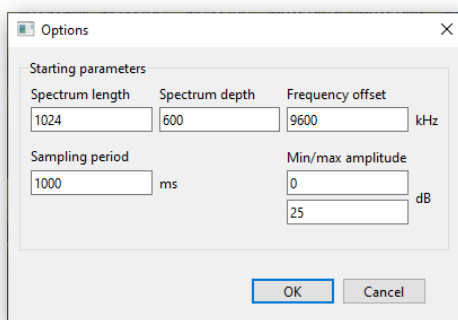 Options
Starting parameters
Spectrum length Spectrum depth Frequency offset
1024 600 9600 kHz
Sampling period Min/max amplitude
1000 ms 0
dB
25
OK Cancel